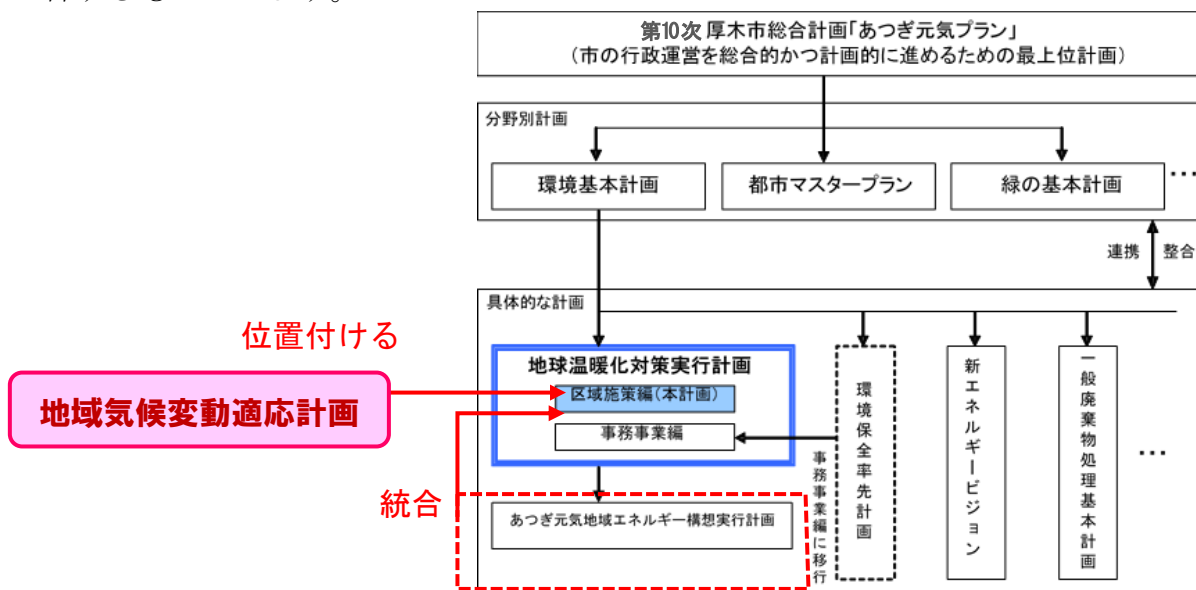 第10次 厚木市総合計画「あつぎ元気プラン」
(市の行政運営を総合的かつ計画的に進めるための最上位計画)
分野別計画
環境基本計画
都市マスタープラン
緑の基本計画
…
連携
整合
具体的な計画
位置付ける
地域気候変動適応計画
統合
地球温暖化対策実行計画
区域施策編(本計画)
事務事業編
あつぎ元気地域エネルギー構想実行計画
事務事業編に移行
環境保全率先計画
新エネルギービジョン
一般廃棄物処理基本計画
…